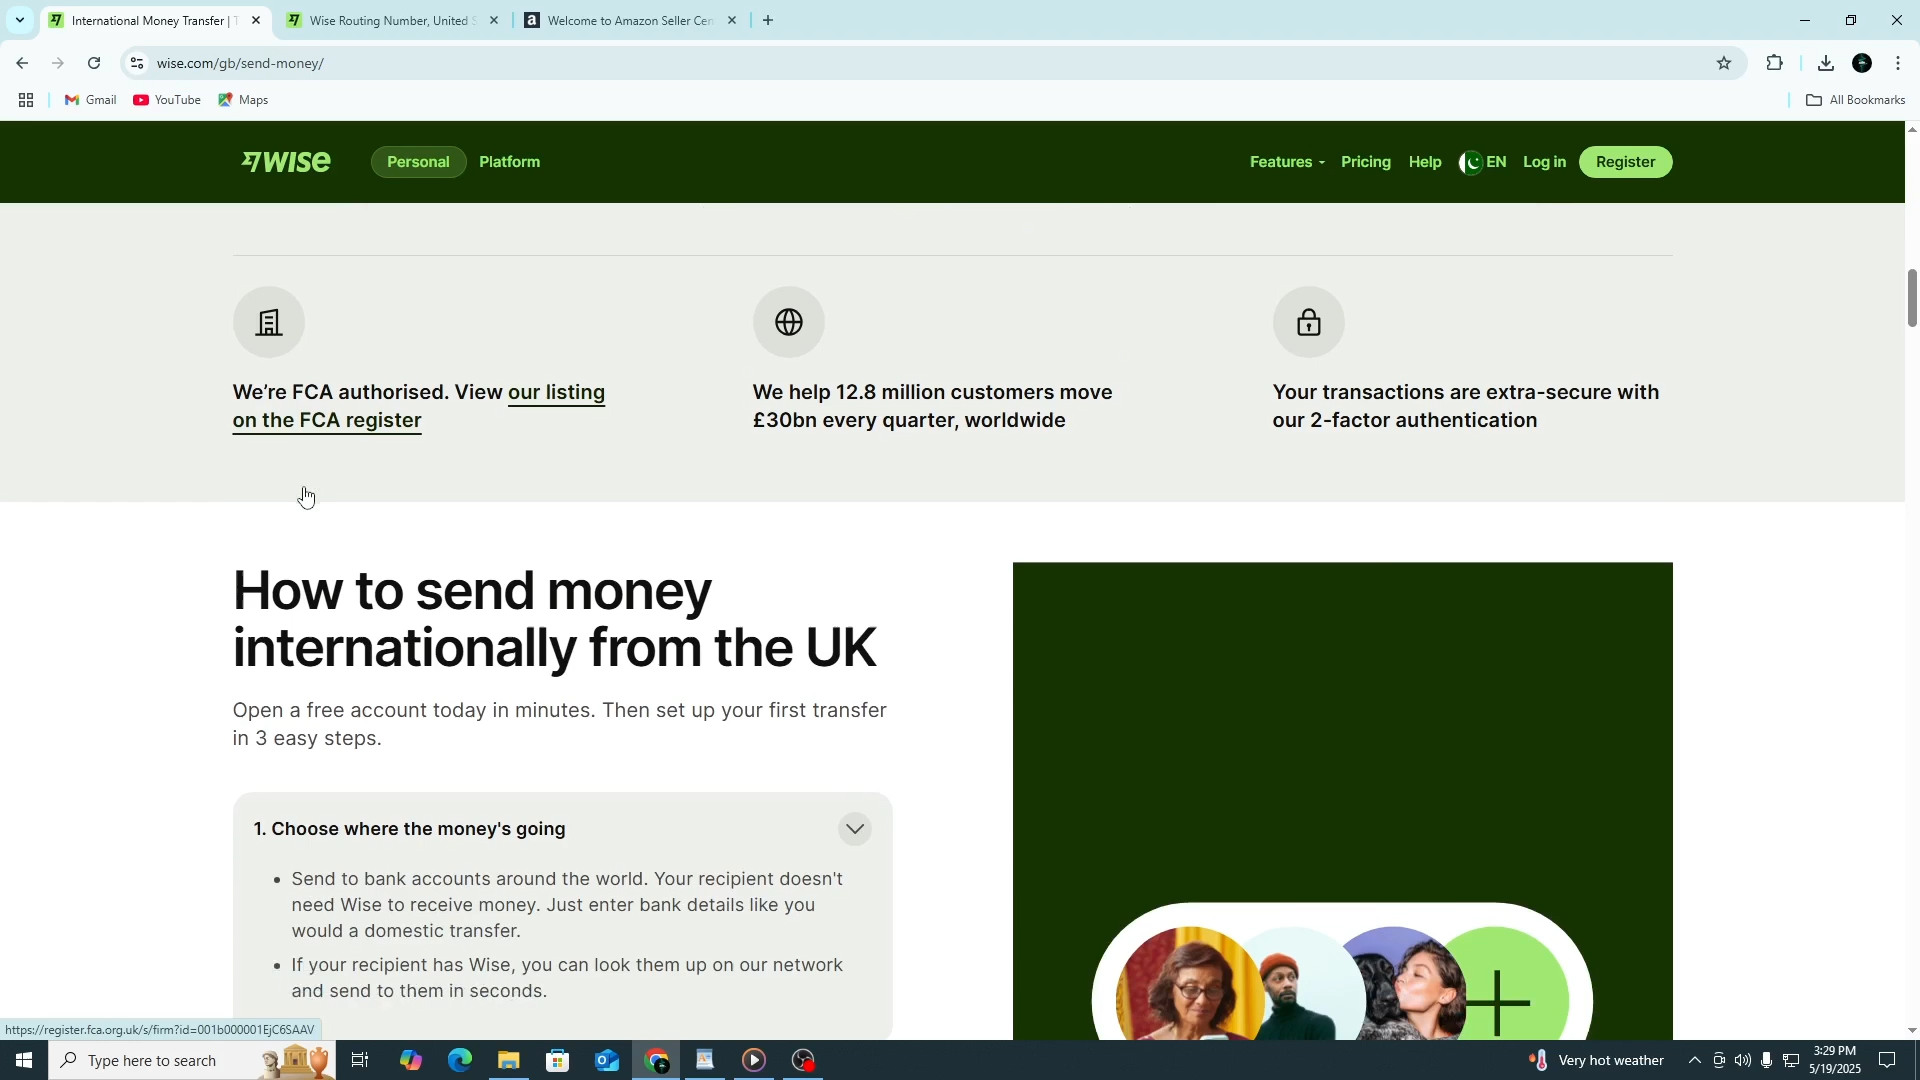 International Money Transfer | T
Wise Routing Number, United S
Welcome to Amazon Seller Cen
wise.com/gb/send-money/
Gmail
YouTube
Maps
All Bookmarks
WISE
Personal
Platform
Features
Pricing
Help
EN
Log in
Register
We're FCA authorised. View our listing
on the FCA register
We help 12.8 million customers move
£30bn every quarter, worldwide
Your transactions are extra-secure with
our 2-factor authentication
How to send money
internationally from the UK
Open a free account today in minutes. Then set up your first transfer
in 3 easy steps.
1. Choose where the money's going
• Send to bank accounts around the world. Your recipient doesn't
need Wise to receive money. Just enter bank details like you
would a domestic transfer.
• If your recipient has Wise, you can look them up on our network
and send to them in seconds.
https://register.fca.org.uk/s/firm?id=001b000001EjC6SAAV
Type here to search
Very hot weather
3:29 PM
5/19/2025